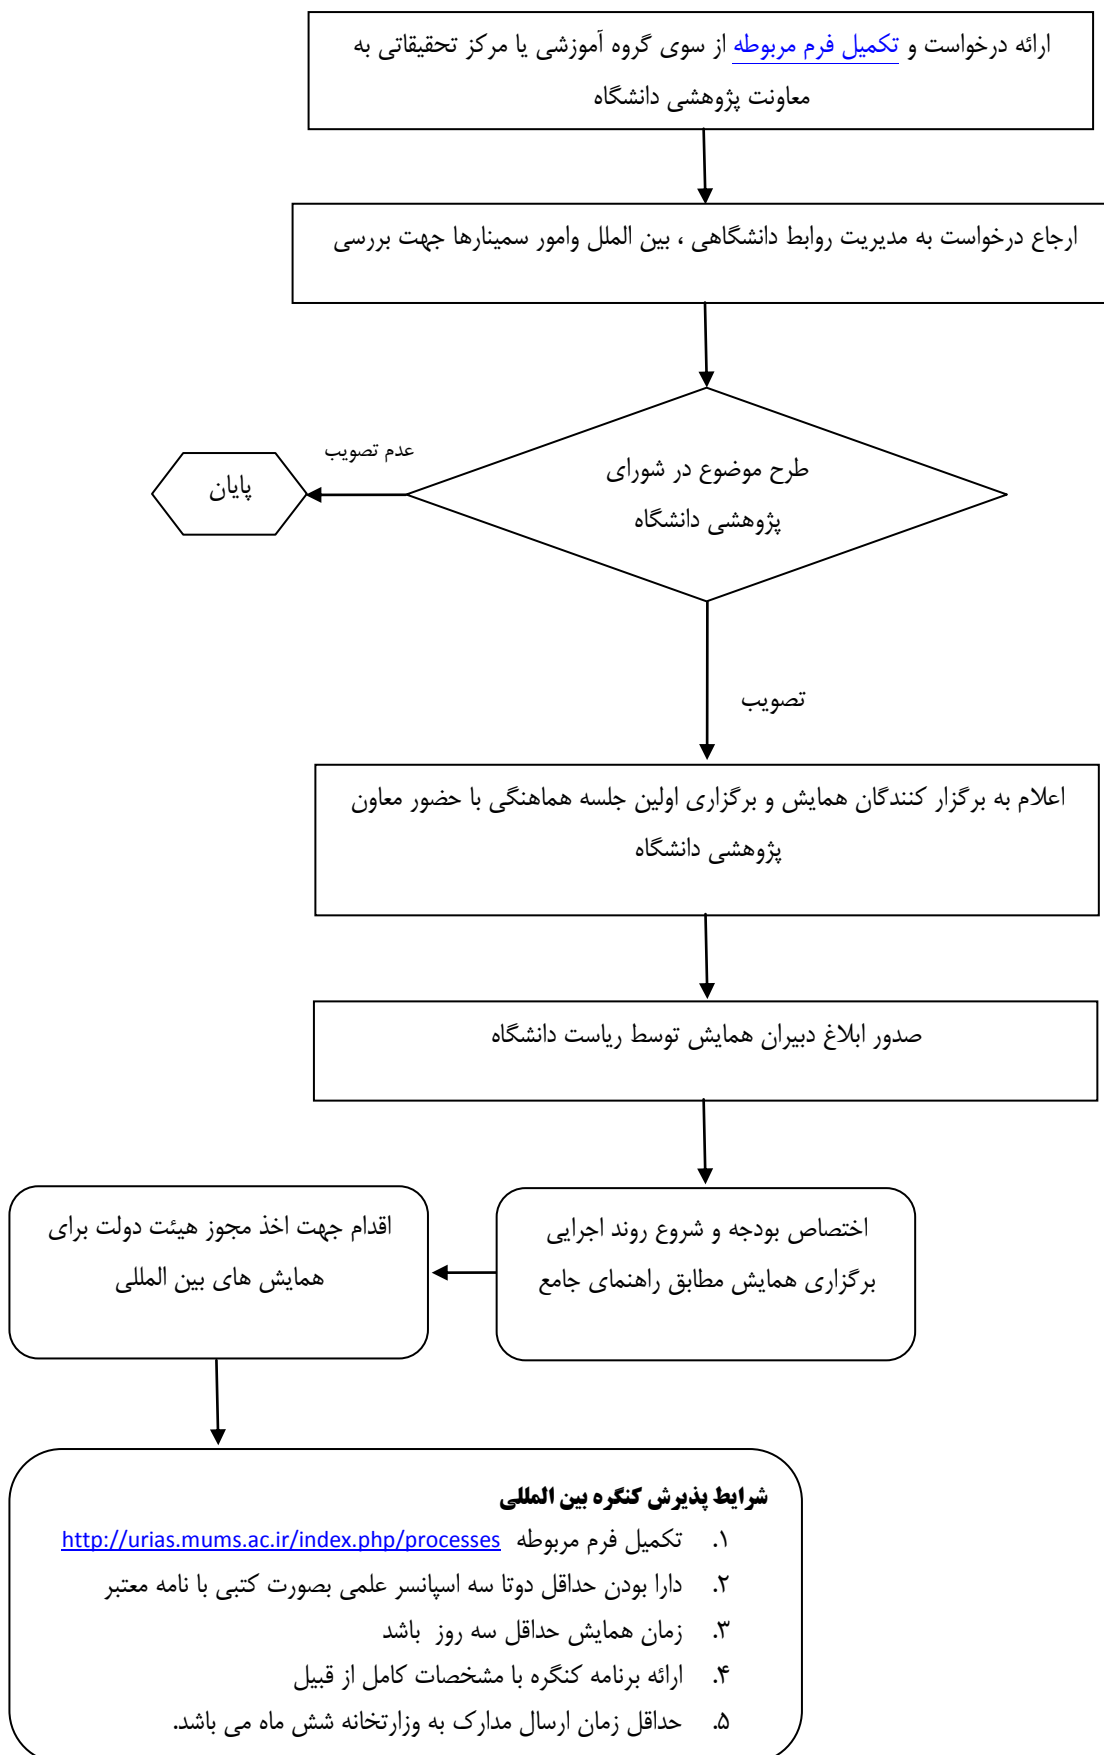 ارائه درخواست و تکمیل فرم مربوطه از سوی گروه آموزشی یا مرکز تحقیقاتی به
معاونت پژوهشی دانشگاه
ارجاع درخواست به مدیریت روابط دانشگاهی ، بین الملل وامور سمینارها جهت بررسی
طرح موضوع در شورای
پژوهشی دانشگاه
عدم تصویب
پایان
تصویب
اعلام به برگزار کنندگان همایش و برگزاری اولین جلسه هماهنگی با حضور معاون
پژوهشی دانشگاه
صدور ابلاغ دبیران همایش توسط ریاست دانشگاه
اختصاص بودجه و شروع روند اجرایی
برگزاری همایش مطابق راهنمای جامع
اقدام جهت اخذ مجوز هیئت دولت برای
همایش های بین المللی
شرایط پذیرش کنگره بین المللی
۱. تکمیل فرم مربوطه http://urias.mums.ac.ir/index.php/processes
۲. دارا بودن حداقل دوتا سه اسپانسر علمی بصورت کتبی با نامه معتبر
۳. زمان همایش حداقل سه روز باشد
۴. ارائه برنامه کنگره با مشخصات کامل از قبیل
۵. حداقل زمان ارسال مدارک به وزارتخانه شش ماه می باشد.